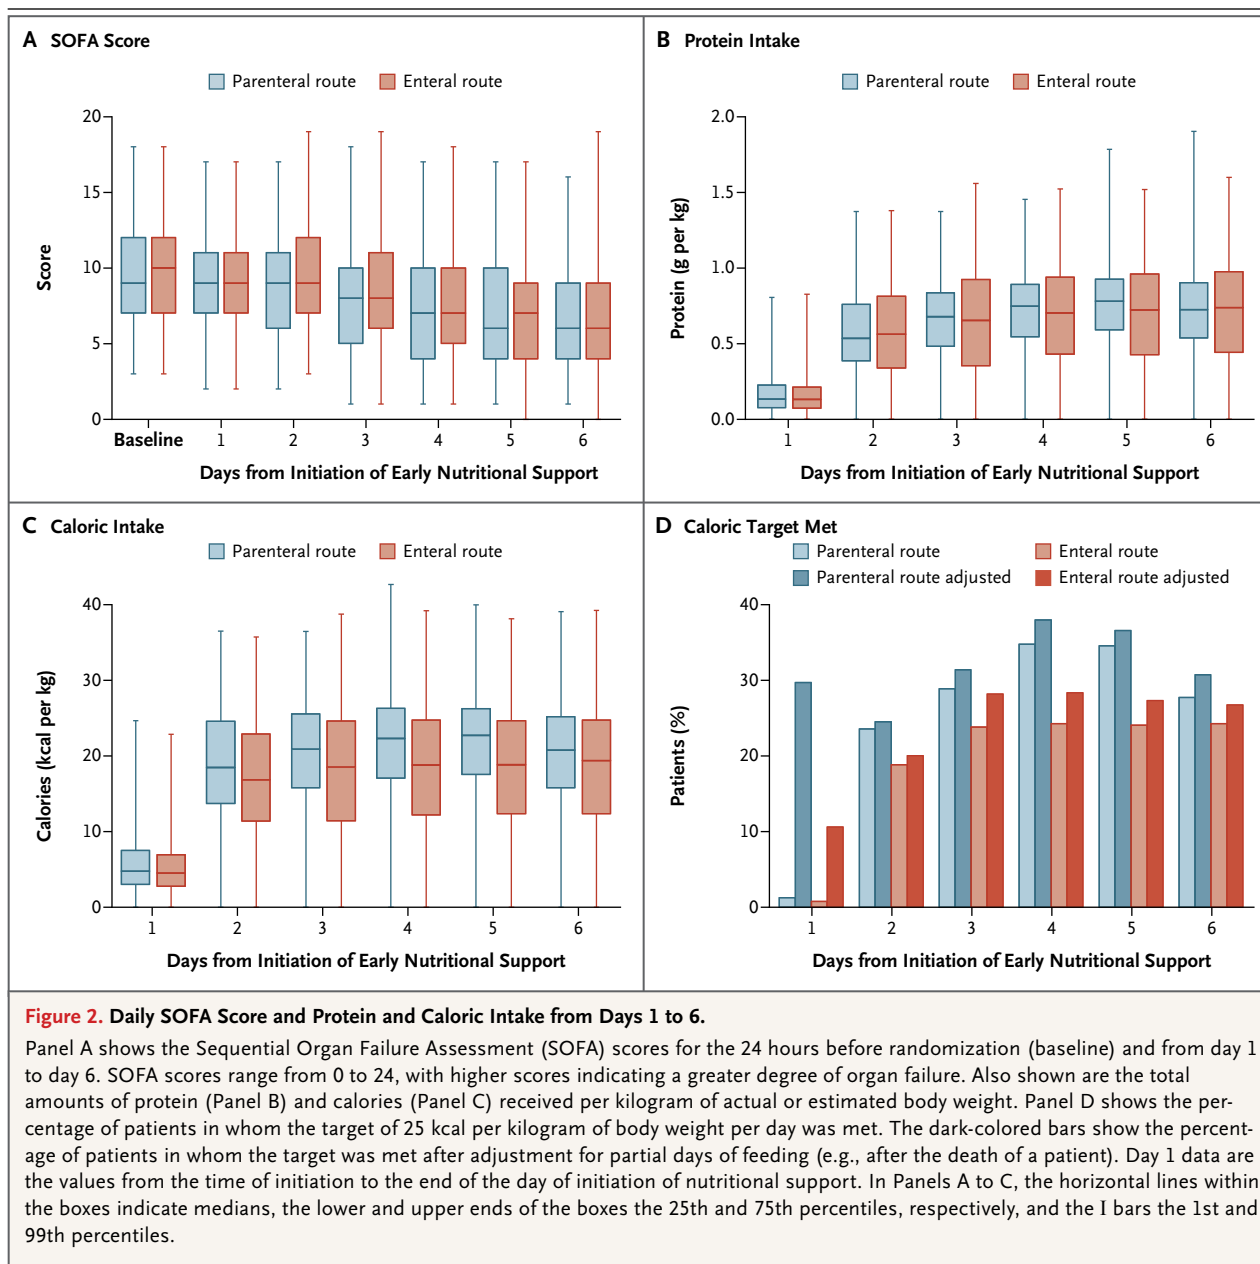 A SOFA Score
Parenteral route Enteral route
20
15
10
5
0
Score
Baseline 1 2 3 4 5 6
Days from Initiation of Early Nutritional Support
B Protein Intake
Parenteral route Enteral route
2.0
1.5
1.0
0.5
0.0
Protein (g per kg)
1 2 3 4 5 6
Days from Initiation of Early Nutritional Support
C Caloric Intake
Parenteral route Enteral route
40
30
20
10
0
Calories (kcal per kg)
1 2 3 4 5 6
Days from Initiation of Early Nutritional Support
D Caloric Target Met
Parenteral route Enteral route
Parenteral route adjusted Enteral route adjusted
40
30
20
10
0
Patients (%)
1 2 3 4 5 6
Days from Initiation of Early Nutritional Support
Figure 2. Daily SOFA Score and Protein and Caloric Intake from Days 1 to 6.
Panel A shows the Sequential Organ Failure Assessment (SOFA) scores for the 24 hours before randomization (baseline) and from day 1
to day 6. SOFA scores range from 0 to 24, with higher scores indicating a greater degree of organ failure. Also shown are the total
amounts of protein (Panel B) and calories (Panel C) received per kilogram of actual or estimated body weight. Panel D shows the per-
centage of patients in whom the target of 25 kcal per kilogram of body weight per day was met. The dark-colored bars show the percent-
age of patients in whom the target was met after adjustment for partial days of feeding (e.g., after the death of a patient). Day 1 data are
the values from the time of initiation to the end of the day of initiation of nutritional support. In Panels A to C, the horizontal lines within
the boxes indicate medians, the lower and upper ends of the boxes the 25th and 75th percentiles, respectively, and the I bars the 1st and
99th percentiles.